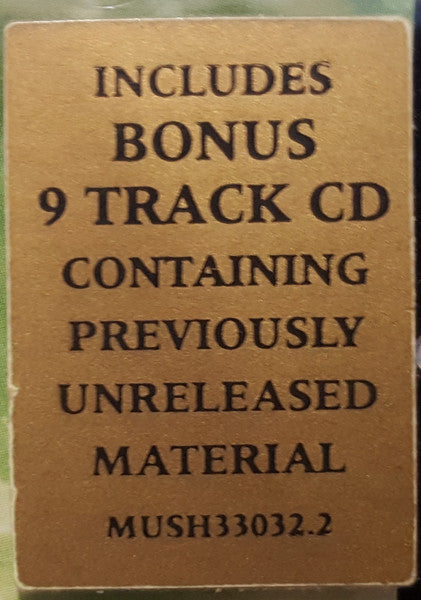 INCLUDES
BONUS
9 TRACK CD
CONTAINING
PREVIOUSLY
UNRELEASED
MATERIAL
MUSH33032.2